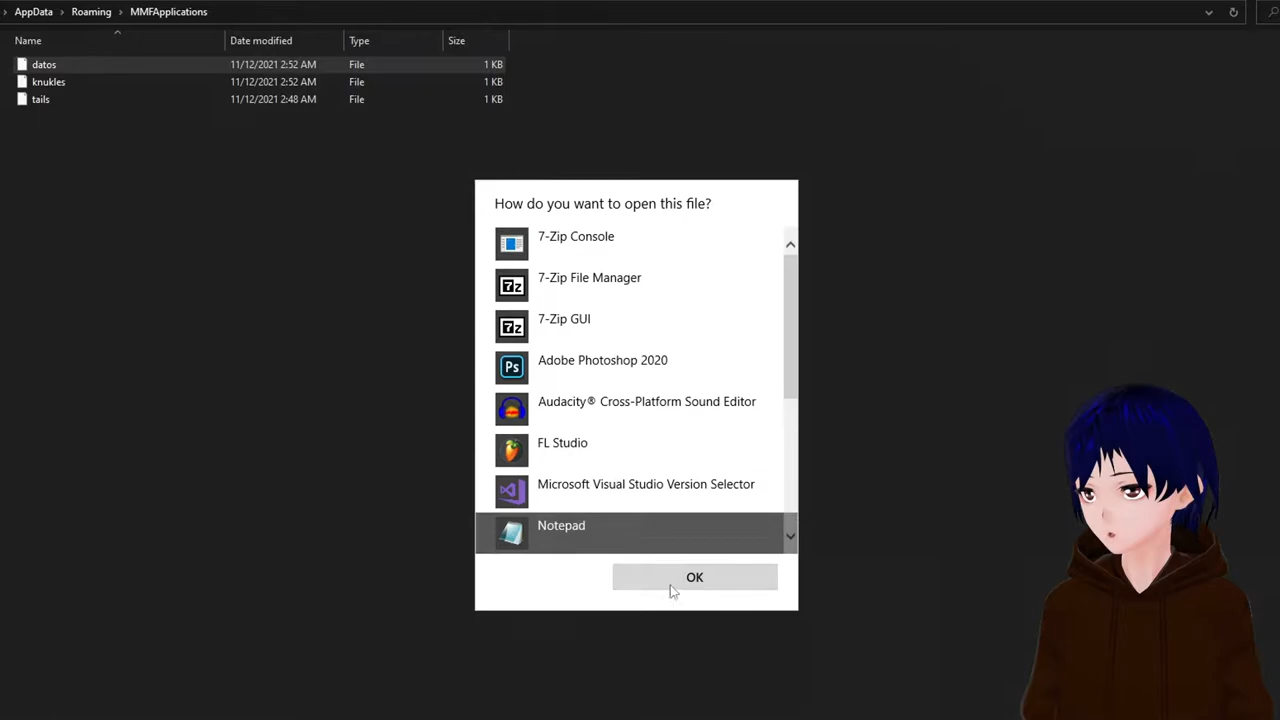 AppData > Roaming > MMFApplications
Name Date modified Type Size
datos 11/12/2021 2:52 AM File 1 KB
knukles 11/12/2021 2:52 AM File 1 KB
tails 11/12/2021 2:48 AM File 1 KB
How do you want to open this file?
7-Zip Console
7z 7-Zip File Manager
7z 7-Zip GUI
Ps Adobe Photoshop 2020
Audacity® Cross-Platform Sound Editor
FL Studio
Microsoft Visual Studio Version Selector
Notepad
OK